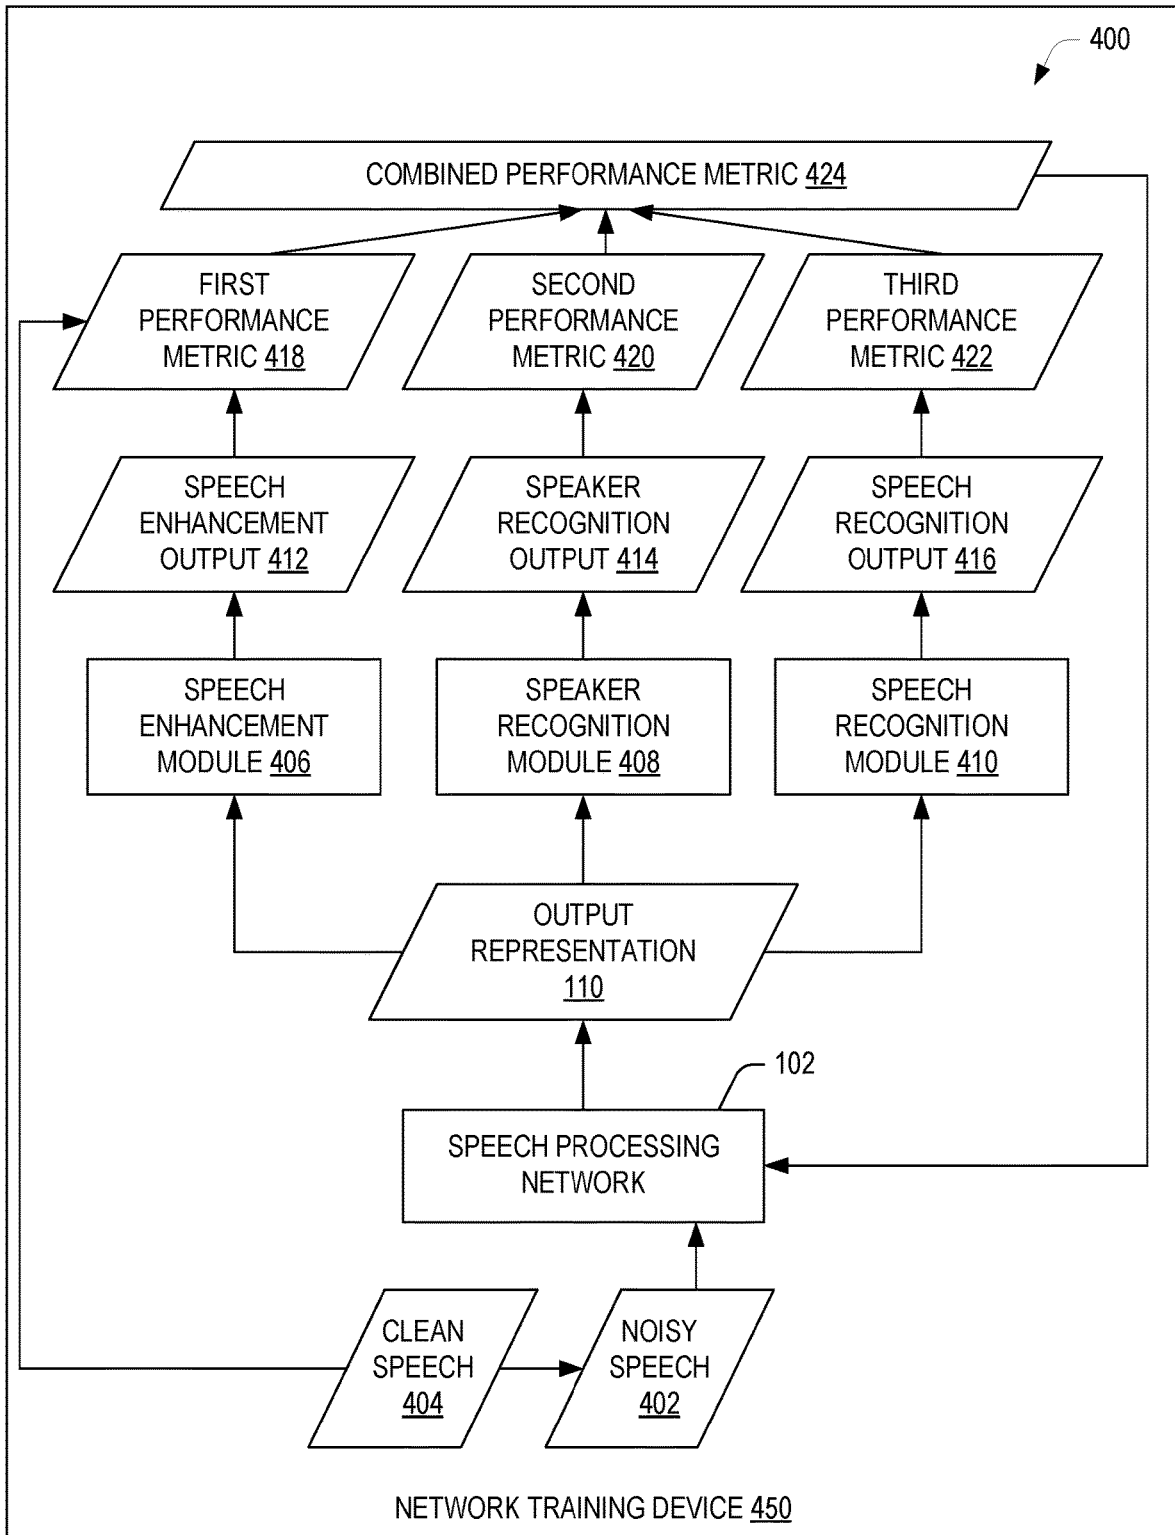 400
COMBINED PERFORMANCE METRIC 424
FIRST
PERFORMANCE
METRIC 418
SECOND
PERFORMANCE
METRIC 420
THIRD
PERFORMANCE
METRIC 422
SPEECH
ENHANCEMENT
OUTPUT 412
SPEAKER
RECOGNITION
OUTPUT 414
SPEECH
RECOGNITION
OUTPUT 416
SPEECH
ENHANCEMENT
MODULE 406
SPEAKER
RECOGNITION
MODULE 408
SPEECH
RECOGNITION
MODULE 410
OUTPUT
REPRESENTATION
110
102
SPEECH PROCESSING
NETWORK
CLEAN
SPEECH
404
NOISY
SPEECH
402
NETWORK TRAINING DEVICE 450